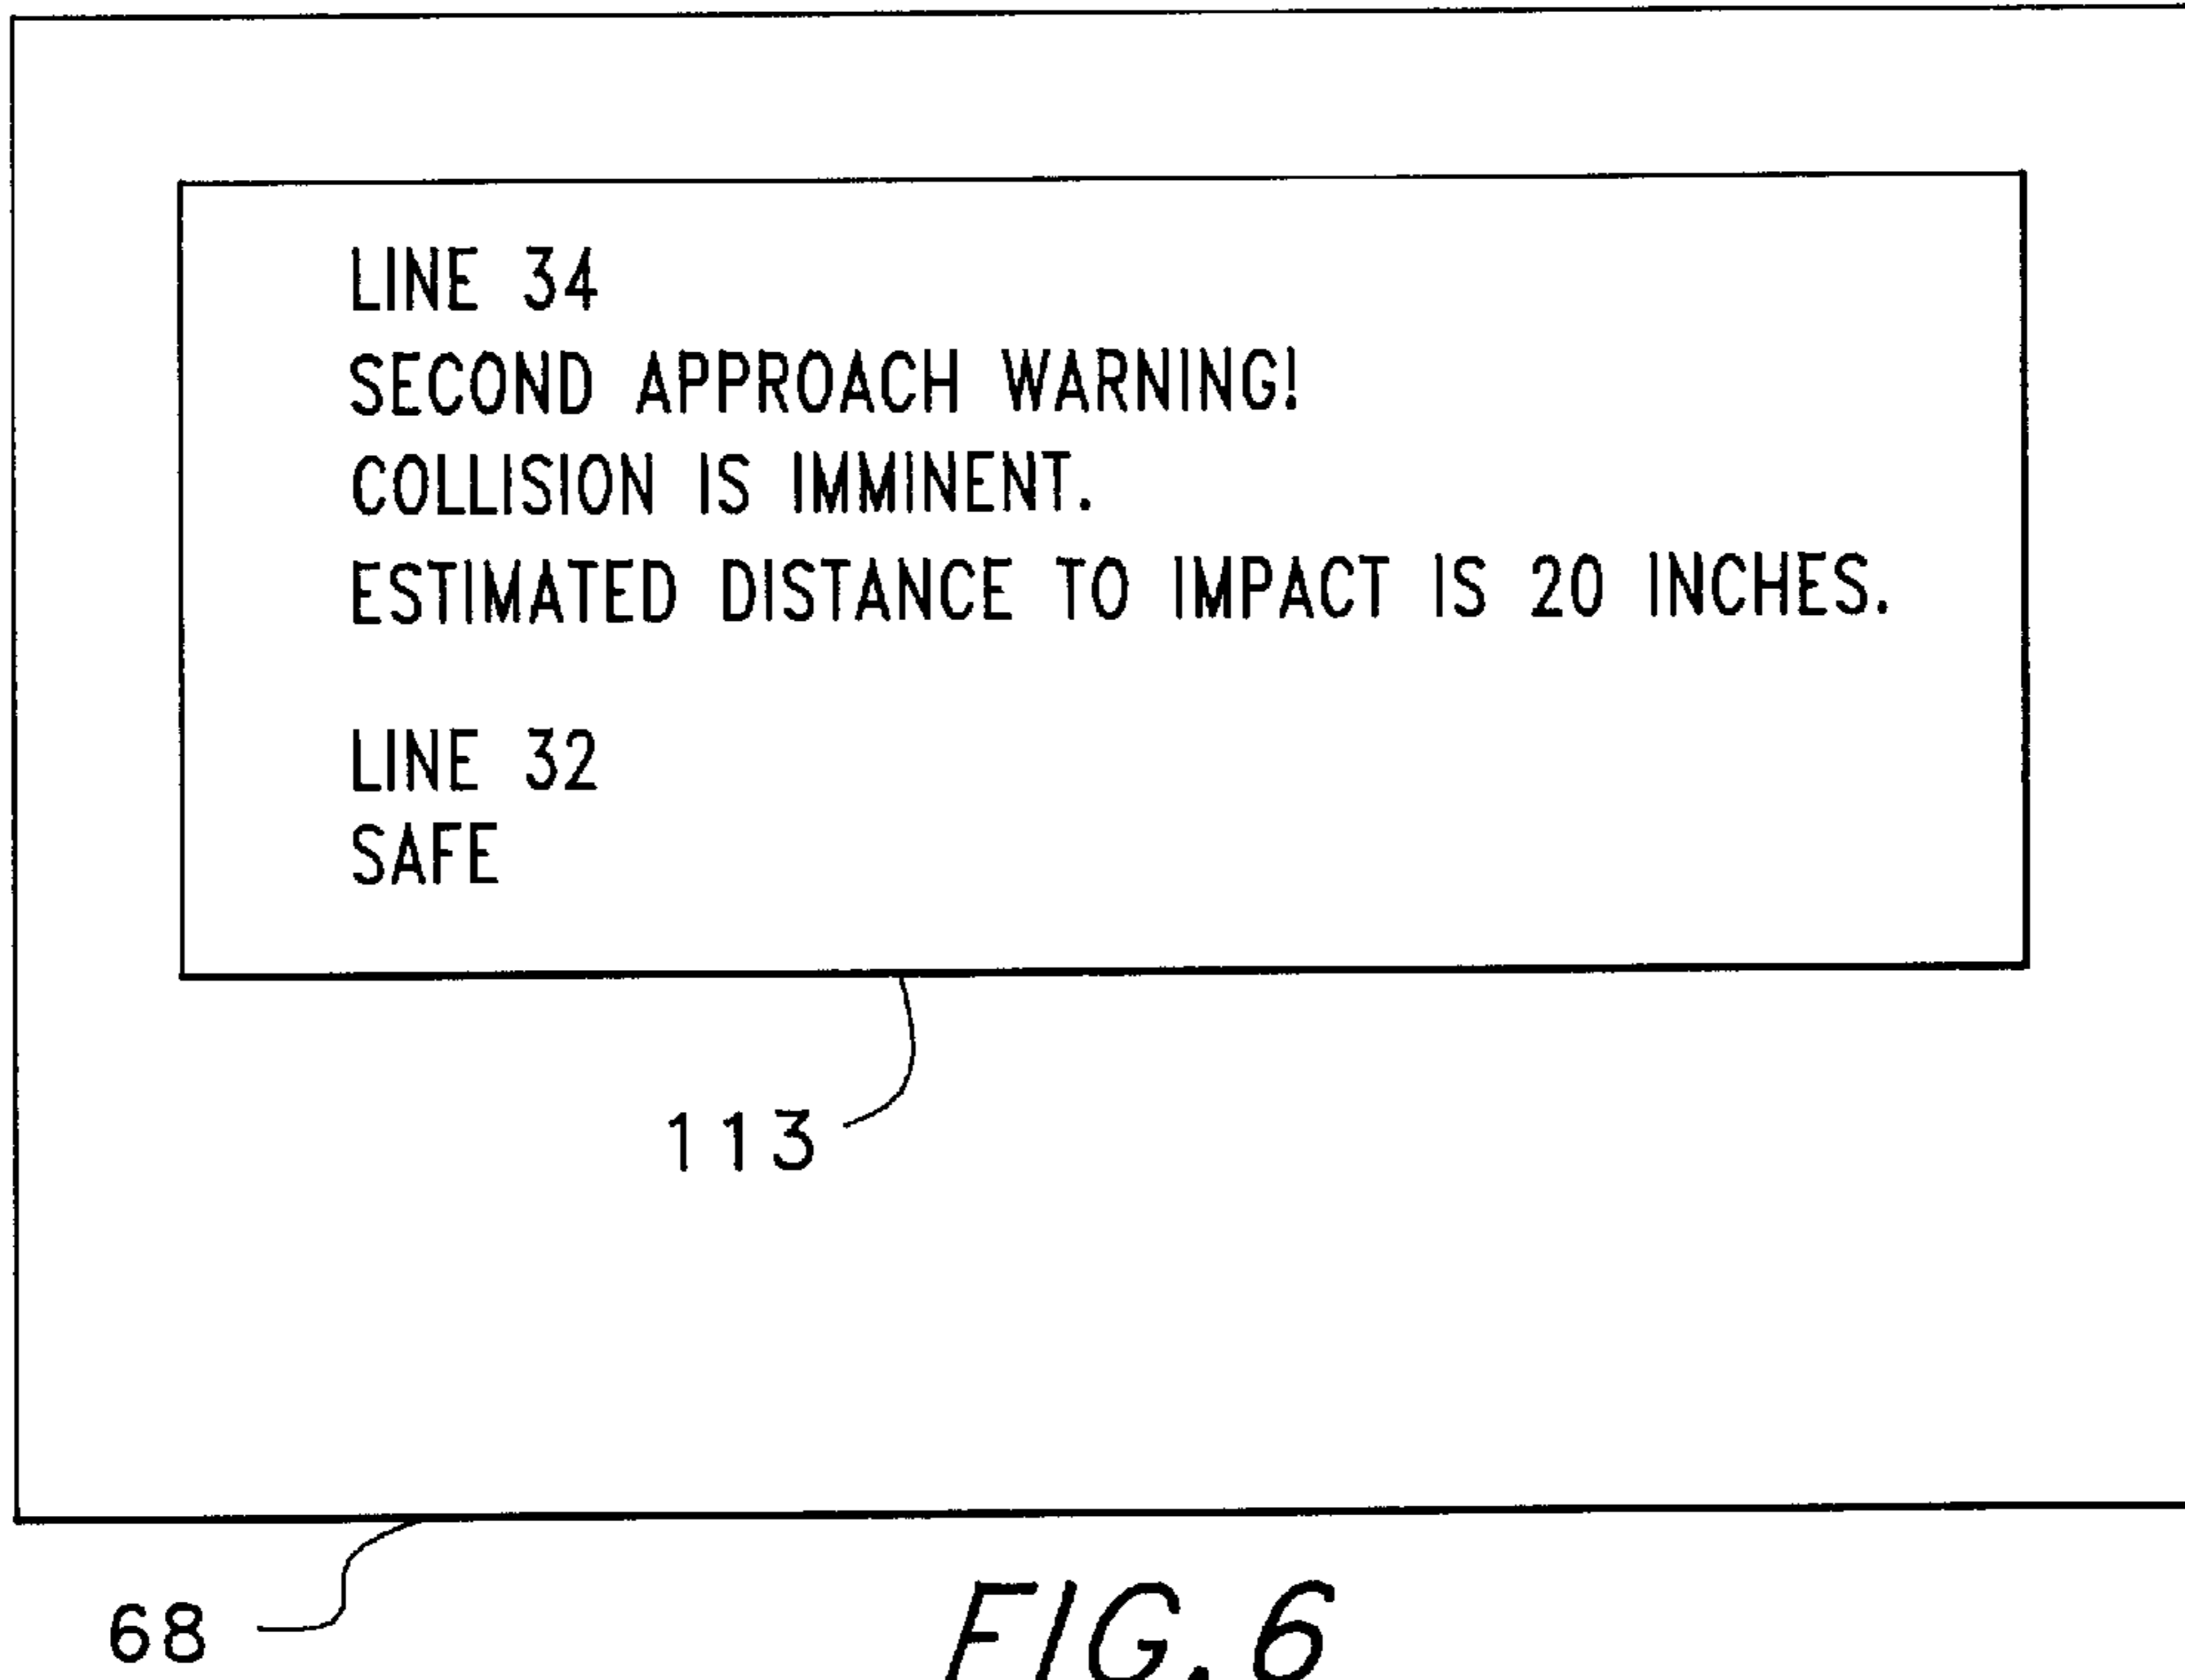 LINE 34
SECOND APPROACH WARNING!
COLLISION IS IMMINENT.
ESTIMATED DISTANCE TO IMPACT IS 20 INCHES.
LINE 32
SAFE
113
68
FIG.6